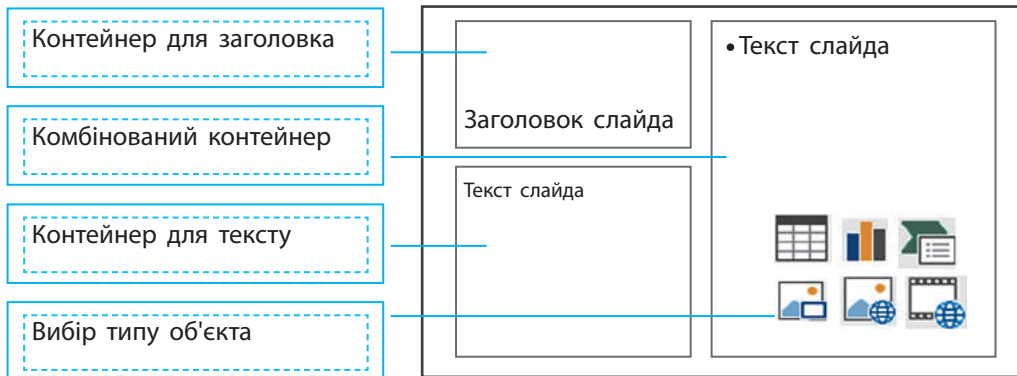 Контейнер для заголовка
Комбінований контейнер
Контейнер для тексту
Вибір типу об'єкта
Заголовок слайда
Текст слайда
• Текст слайда